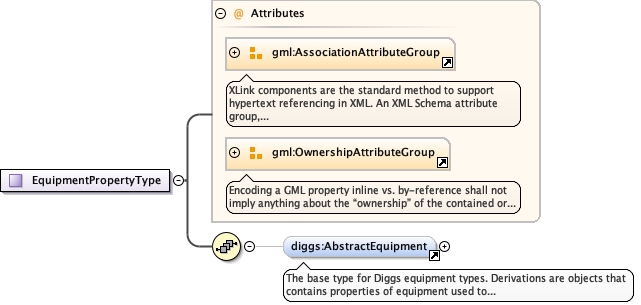 @ Attributes
gml:AssociationAttributeGroup
XLink components are the standard method to support
hypertext referencing in XML. An XML Schema attribute
group,...
gml:OwnershipAttributeGroup
Encoding a GML property inline vs. by-reference shall not
imply anything about the “ownership” of the contained or...
EquipmentPropertyType
diggs:AbstractEquipment
The base type for Diggs equipment types. Derivations are objects that
contains properties of equipment used to...